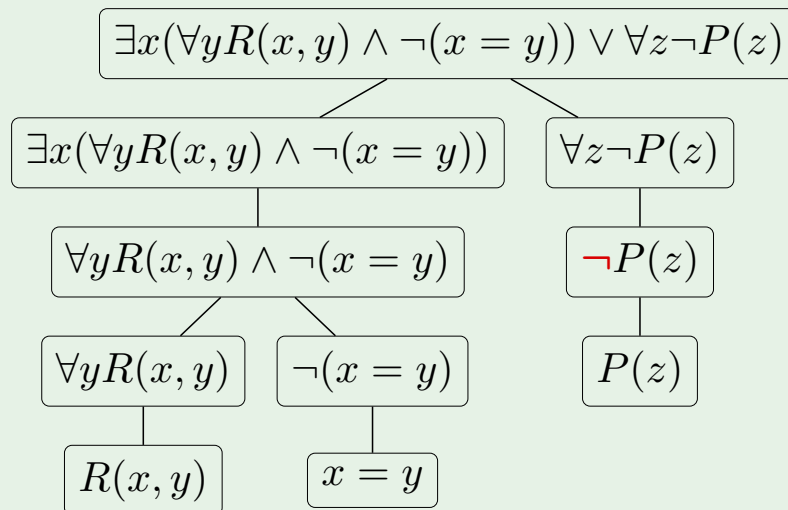 ∃x(∀yR(x, y) ∧ ¬(x = y)) ∨ ∀z¬P(z)
∃x(∀yR(x, y) ∧ ¬(x = y)) ∀z¬P(z)
∀yR(x, y) ∧ ¬(x = y) ¬P(z)
∀yR(x, y) ¬(x = y) P(z)
R(x, y) x = y